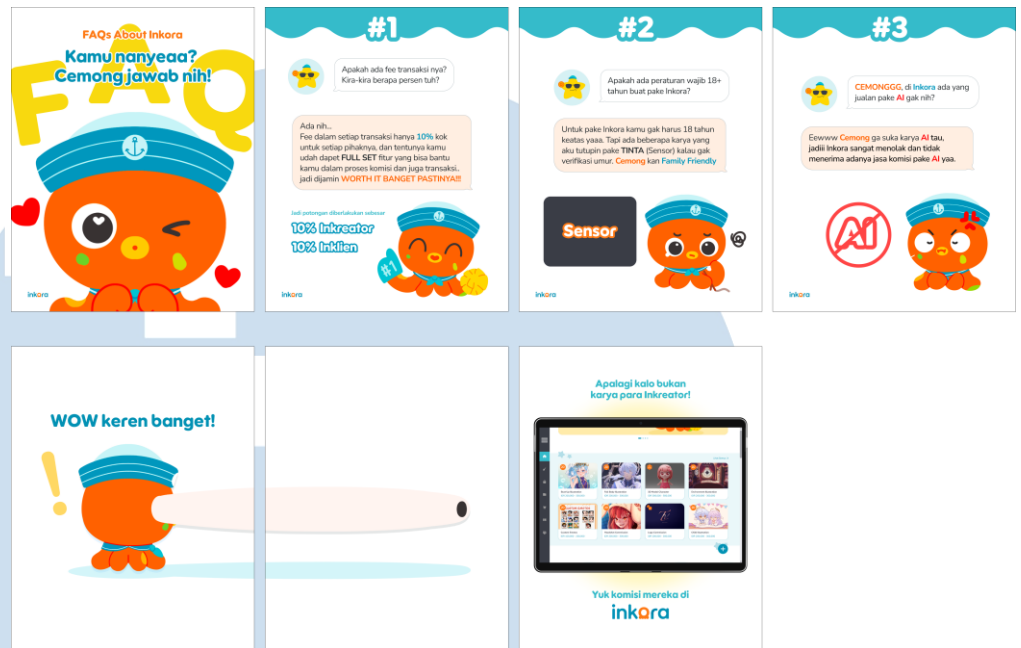 FAQ
FAQs About Inkora
Kamu nanyeaa?
Cemong jawab nih!
inkora
#1
Apakah ada fee transaksi nya?
Kira-kira berapa persen tuh?
Ada nih...
Fee dalam setiap transaksi hanya 10% kok
untuk setiap pihaknya, dan tentunya kamu
udah dapet FULL SET fitur yang bisa bantu
kamu dalam proses komisi dan juga transaksi..
jadi dijamin WORTH IT BANGET PASTINYA!!!
Jadi potongan diberlakukan sebesar
10% Inkreator
10% Inklien
#1
inkora
#2
Apakah ada peraturan wajib 18+
tahun buat pake Inkora?
Untuk pake Inkora kamu gak harus 18 tahun
keatas yaaa. Tapi ada beberapa karya yang
aku tutupin pake TINTA (Sensor) kalau gak
verifikasi umur. Cemong kan Family Friendly
Sensor
inkora
#3
CEMONGGG, di Inkora ada yang
jualan pake AI gak nih?
Eewww Cemong ga suka karya AI tau,
jadiii Inkora sangat menolak dan tidak
menerima adanya jasa komisi pake AI yaa.
AI
inkora
WOW keren banget!
Apalagi kalo bukan
karya para Inkreator!
Yuk komisi mereka di
inkora